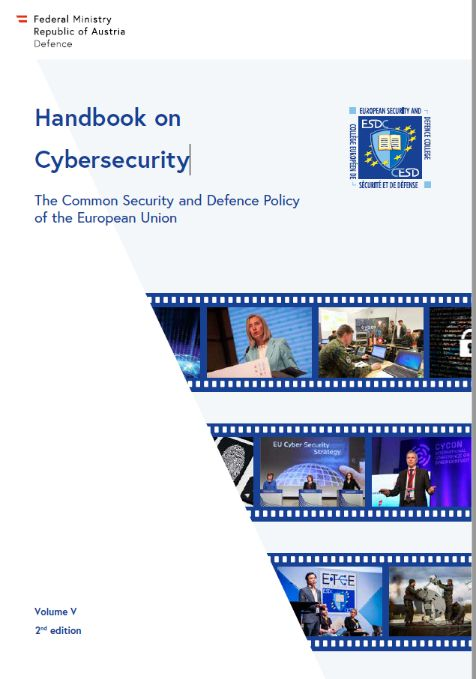 Federal Ministry
Republic of Austria
Defence
Handbook on
Cybersecurity
EUROPEAN SECURITY AND
DEFENCE COLLEGE
COLLÈGE EUROPÉEN DE
SÉCURITÉ ET DE DÉFENSE
ESDC
CESD
The Common Security and Defence Policy
of the European Union
EU Cyber Security
Strategy
CYCON
ETEE
ESDC
Volume V
2nd edition